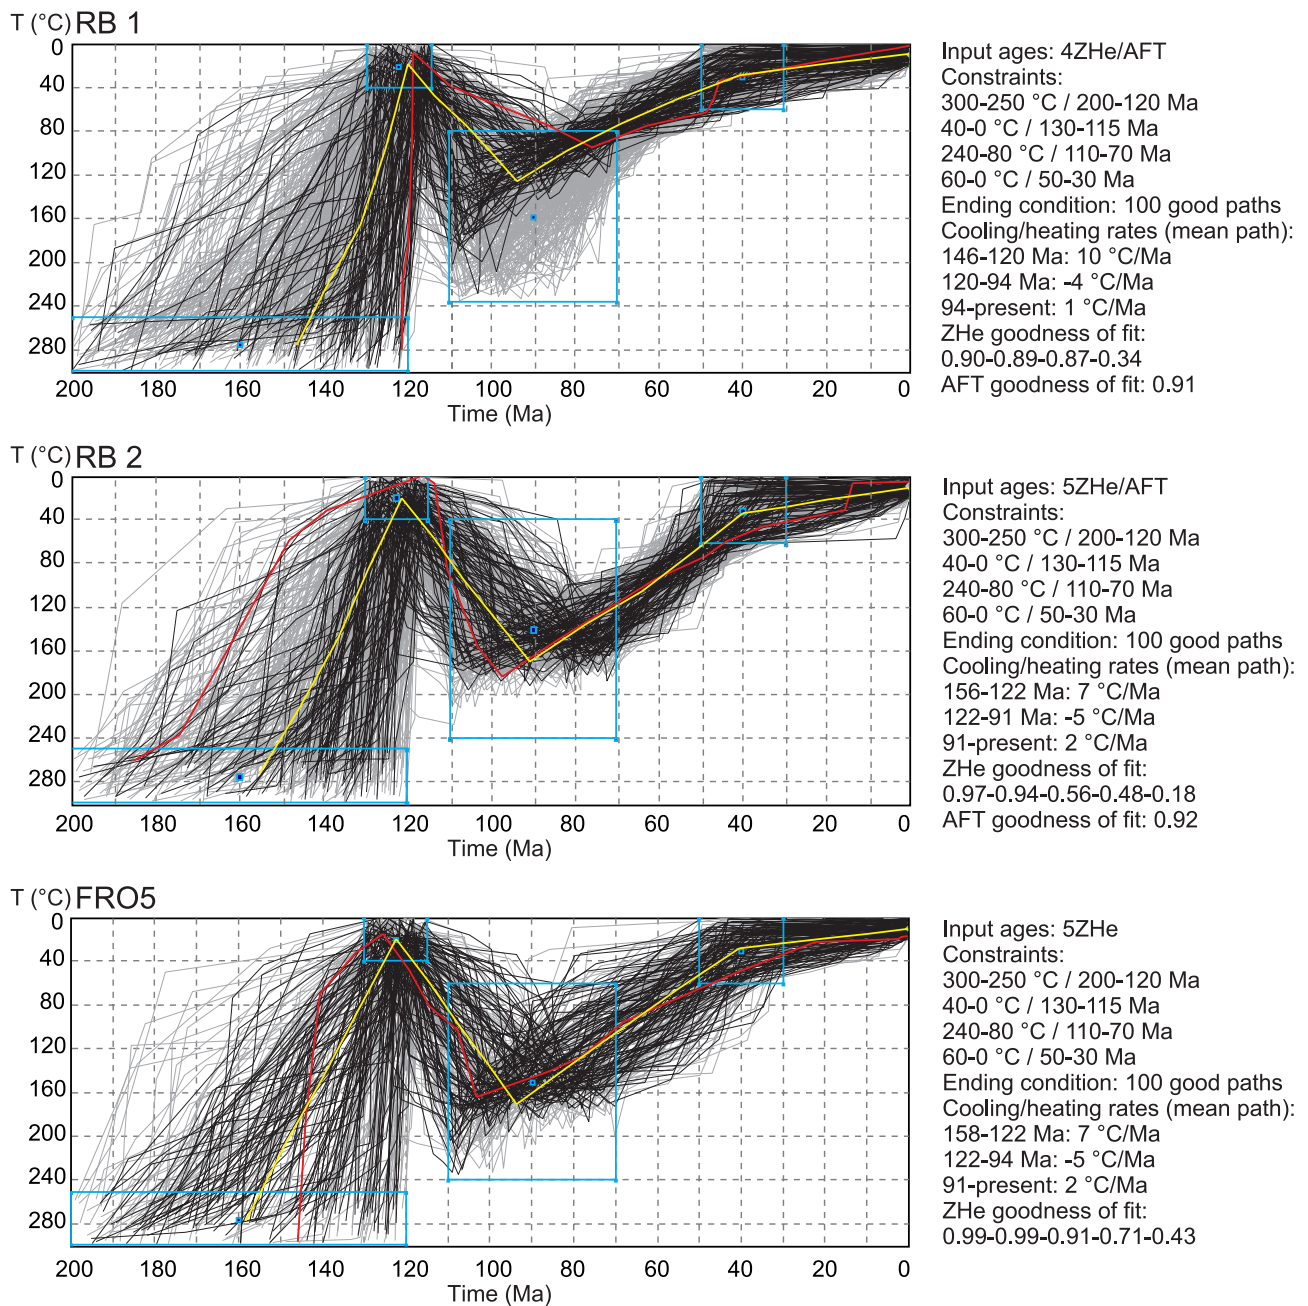 T (°C) RB 1
0
40
80
120
160
200
240
280
200 180 160 140 120 100 80 60 40 20 0
Time (Ma)
Input ages: 4ZHe/AFT
Constraints:
300-250 °C / 200-120 Ma
40-0 °C / 130-115 Ma
240-80 °C / 110-70 Ma
60-0 °C / 50-30 Ma
Ending condition: 100 good paths
Cooling/heating rates (mean path):
146-120 Ma: 10 °C/Ma
120-94 Ma: -4 °C/Ma
94-present: 1 °C/Ma
ZHe goodness of fit:
0.90-0.89-0.87-0.34
AFT goodness of fit: 0.91
T (°C) RB 2
0
40
80
120
160
200
240
280
200 180 160 140 120 100 80 60 40 20 0
Time (Ma)
Input ages: 5ZHe/AFT
Constraints:
300-250 °C / 200-120 Ma
40-0 °C / 130-115 Ma
240-80 °C / 110-70 Ma
60-0 °C / 50-30 Ma
Ending condition: 100 good paths
Cooling/heating rates (mean path):
156-122 Ma: 7 °C/Ma
122-91 Ma: -5 °C/Ma
91-present: 2 °C/Ma
ZHe goodness of fit:
0.97-0.94-0.56-0.48-0.18
AFT goodness of fit: 0.92
T (°C) FRO5
0
40
80
120
160
200
240
280
200 180 160 140 120 100 80 60 40 20 0
Time (Ma)
Input ages: 5ZHe
Constraints:
300-250 °C / 200-120 Ma
40-0 °C / 130-115 Ma
240-80 °C / 110-70 Ma
60-0 °C / 50-30 Ma
Ending condition: 100 good paths
Cooling/heating rates (mean path):
158-122 Ma: 7 °C/Ma
122-94 Ma: -5 °C/Ma
91-present: 2 °C/Ma
ZHe goodness of fit:
0.99-0.99-0.91-0.71-0.43